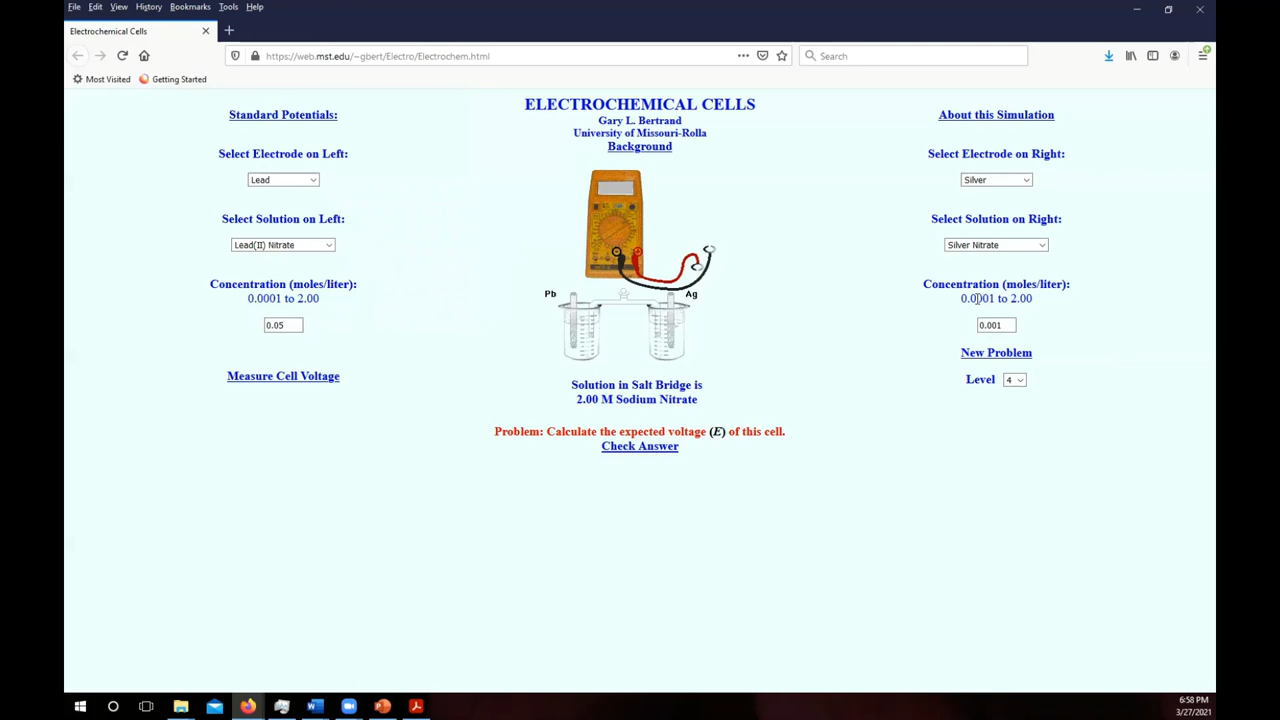 File Edit View History Bookmarks Tools Help
Electrochemical Cells
https://web.mst.edu/~gbert/Electro/Electrochem.html
Search
Most Visited Getting Started
ELECTROCHEMICAL CELLS
Gary L. Bertrand
University of Missouri-Rolla
Background
Standard Potentials:
Select Electrode on Left:
Lead
Select Solution on Left:
Lead(II) Nitrate
Concentration (moles/liter):
0.0001 to 2.00
0.05
Measure Cell Voltage
Pb Ag
Solution in Salt Bridge is
2.00 M Sodium Nitrate
Problem: Calculate the expected voltage (E) of this cell.
Check Answer
About this Simulation
Select Electrode on Right:
Silver
Select Solution on Right:
Silver Nitrate
Concentration (moles/liter):
0.0001 to 2.00
0.001
New Problem
Level 4
6:58 PM
3/27/2021